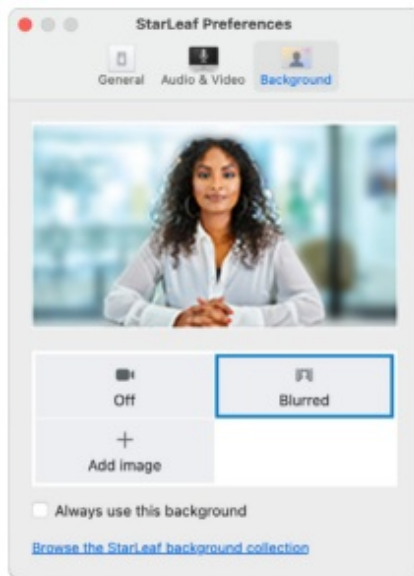 StarLeaf Preferences
General Audio & Video Background
Off Blurred
Add image
Always use this background
Browse the StarLeaf background collection